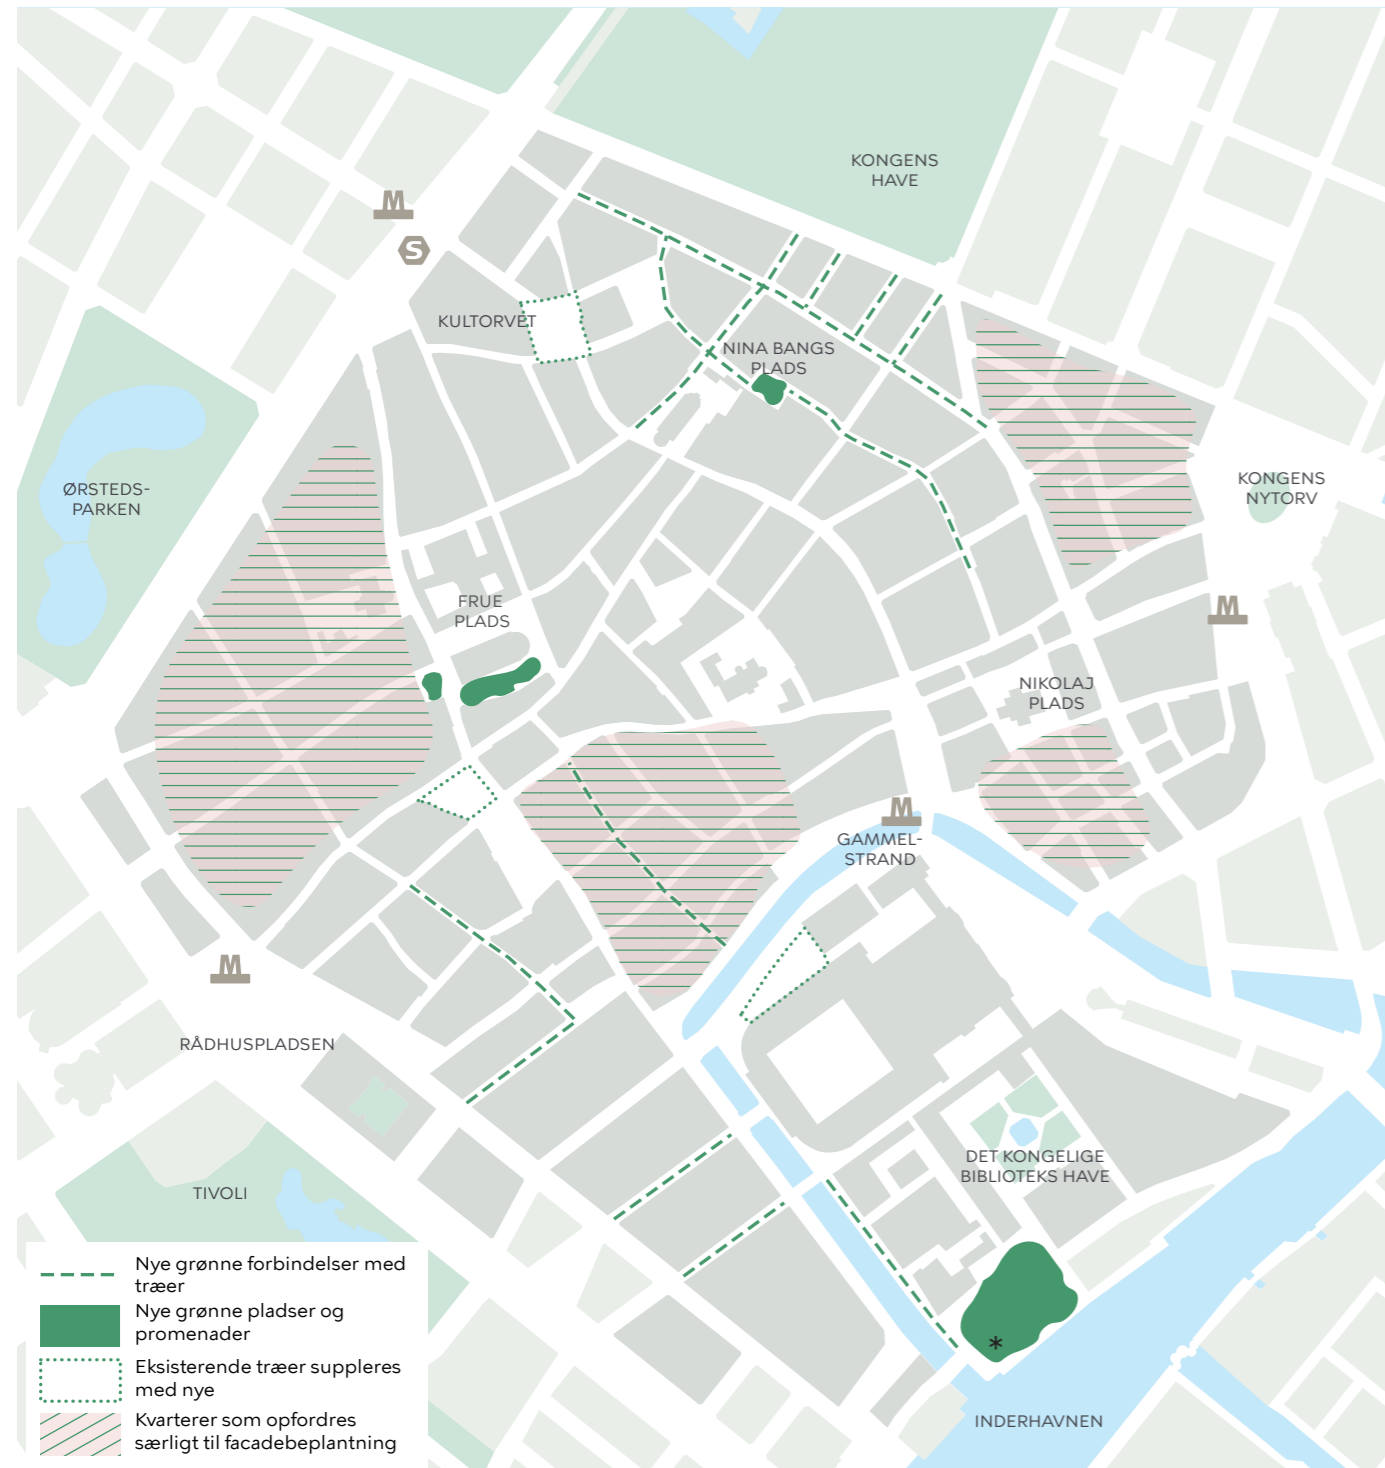 KONGENS
HAVE
M
S
KULTORVET
NINA BANGS
PLADS
ØRSTEDS-
PARKEN
KONGENS
NYTORV
FRUE
PLADS
M
NIKOLAJ
PLADS
M
GAMMEL-
STRAND
M
RÅDHUSPLADSEN
DET KONGELIGE
BIBLIOTEKS HAVE
TIVOLI
*
INDERHAVNEN
Nye grønne forbindelser med
træer
Nye grønne pladser og
promenader
Eksisterende træer suppleres
med nye
Kvarterer som opfordres
særligt til facadebeplantning